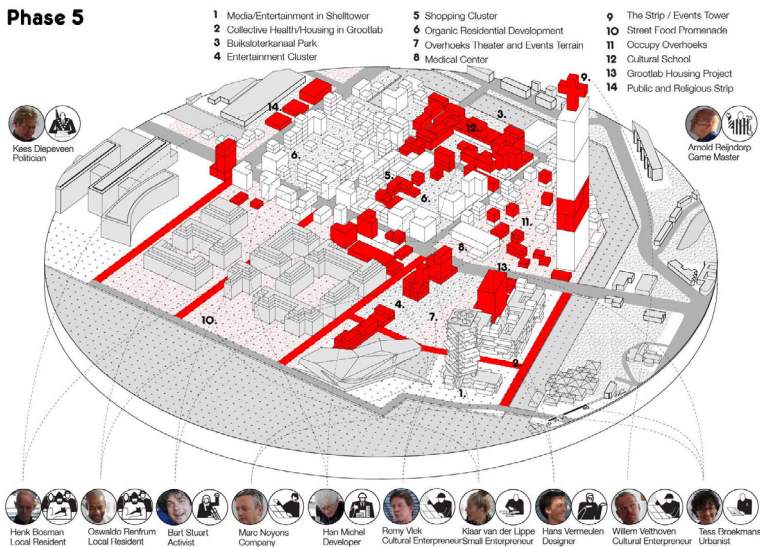 Phase 5
1 Media/Entertainment in Shelltower
2 Collective Health/Housing in Grootlab
3 Buiksloterkanaal Park
4 Entertainment Cluster
5 Shopping Cluster
6 Organic Residential Development
7 Overhoeks Theater and Events Terrain
8 Medical Center
9 The Strip / Events Tower
10 Street Food Promenade
11 Occupy Overhoeks
12 Cultural School
13 Grootlab Housing Project
14 Public and Religious Strip
9.
3.
14.
12.
Kees Diepeveen
Politician
Arnold Reijndorp
Game Master
6.
5.
6.
11.
8.
13.
4.
7.
10.
2.
1.
Henk Bosman
Local Resident
Oswaldo Renfrum
Local Resident
Bart Stuart
Activist
Marc Noyons
Company
Han Michel
Developer
Remy Vlek
Cultural Enterpreneur
Klaar van der Lippe
Small Enterpreneur
Hans Vermeulen
Designer
Willem Velthoven
Cultural Enterpreneur
Tess Broekmans
Urbanist